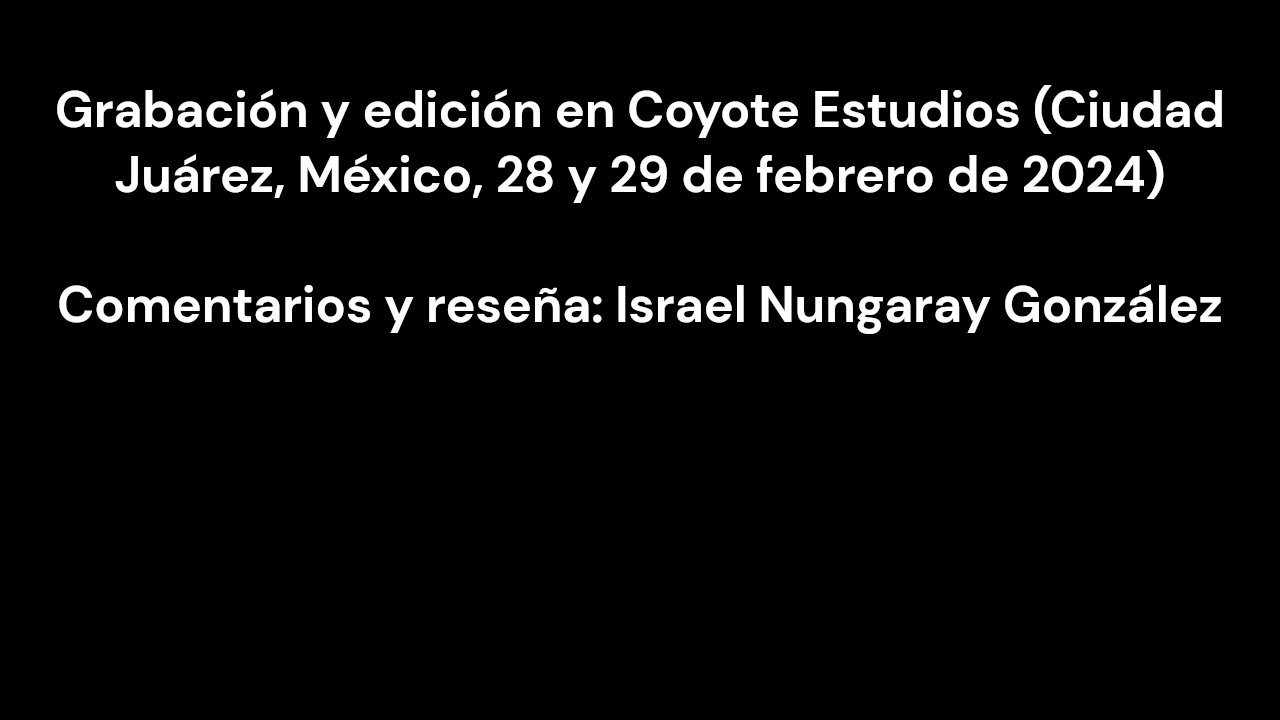 Grabación y edición en Coyote Estudios (Ciudad
Juárez, México, 28 y 29 de febrero de 2024)
Comentarios y reseña: Israel Nungaray González